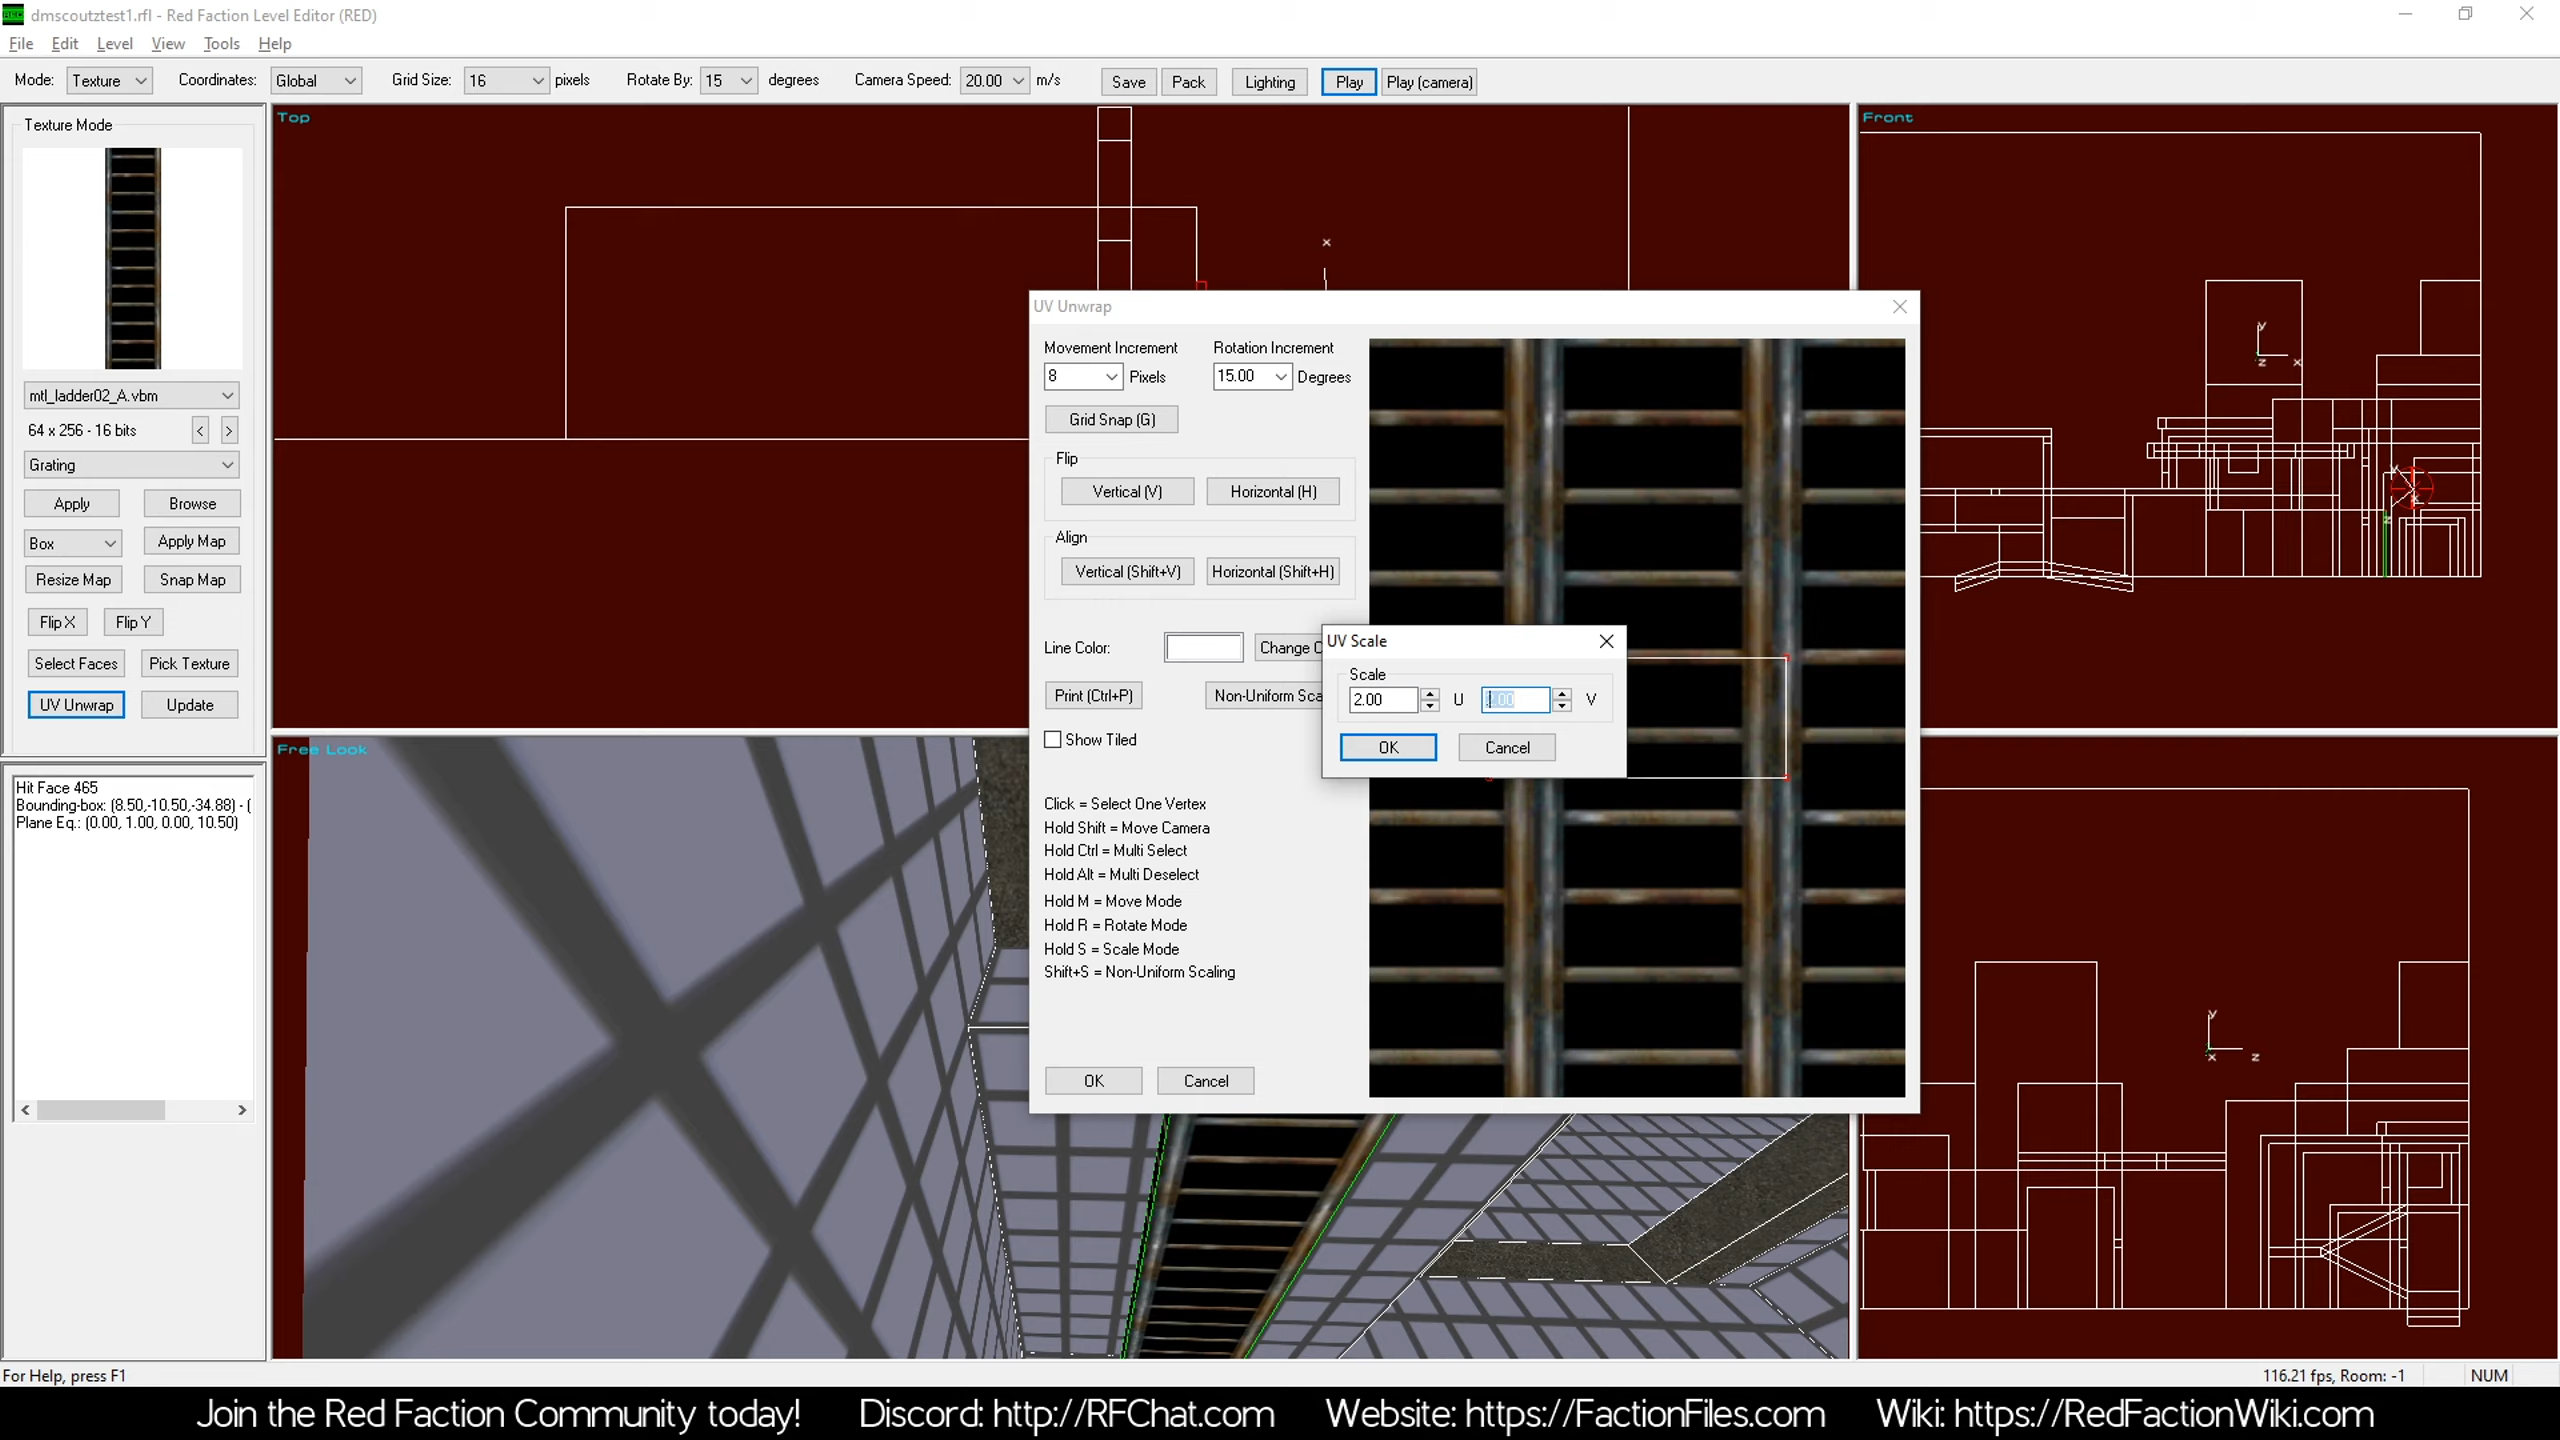 dmscoutztest1.rfl - Red Faction Level Editor (RED)
File Edit Level View Tools Help
Mode: Texture Coordinates: Global Grid Size: 16 pixels Rotate By: 15 degrees Camera Speed: 20.00 m/s Save Pack Lighting Play Play (camera)
Texture Mode
mtl_ladder02_A.vbm
64 x 256 - 16 bits < >
Grating
Apply Browse
Box Apply Map
Resize Map Snap Map
Flip X Flip Y
Select Faces Pick Texture
UV Unwrap Update
Hit Face 465
Bounding-box: (8.50,-10.50,-34.88) - (
Plane Eq.: (0.00, 1.00, 0.00, 10.50)
Top
x
Front
y
z x
Free Look
y
x z
UV Unwrap
Movement Increment Rotation Increment
8 Pixels 15.00 Degrees
Grid Snap (G)
Flip
Vertical (V) Horizontal (H)
Align
Vertical (Shift+V) Horizontal (Shift+H)
Line Color: Change C
Print (Ctrl+P) Non-Uniform Sca
Show Tiled
Click = Select One Vertex
Hold Shift = Move Camera
Hold Ctrl = Multi Select
Hold Alt = Multi Deselect
Hold M = Move Mode
Hold R = Rotate Mode
Hold S = Scale Mode
Shift+S = Non-Uniform Scaling
OK Cancel
UV Scale
Scale
2.00 U V
OK Cancel
For Help, press F1
116.21 fps, Room: -1 NUM
Join the Red Faction Community today! Discord: http://RFChat.com Website: https://FactionFiles.com Wiki: https://RedFactionWiki.com